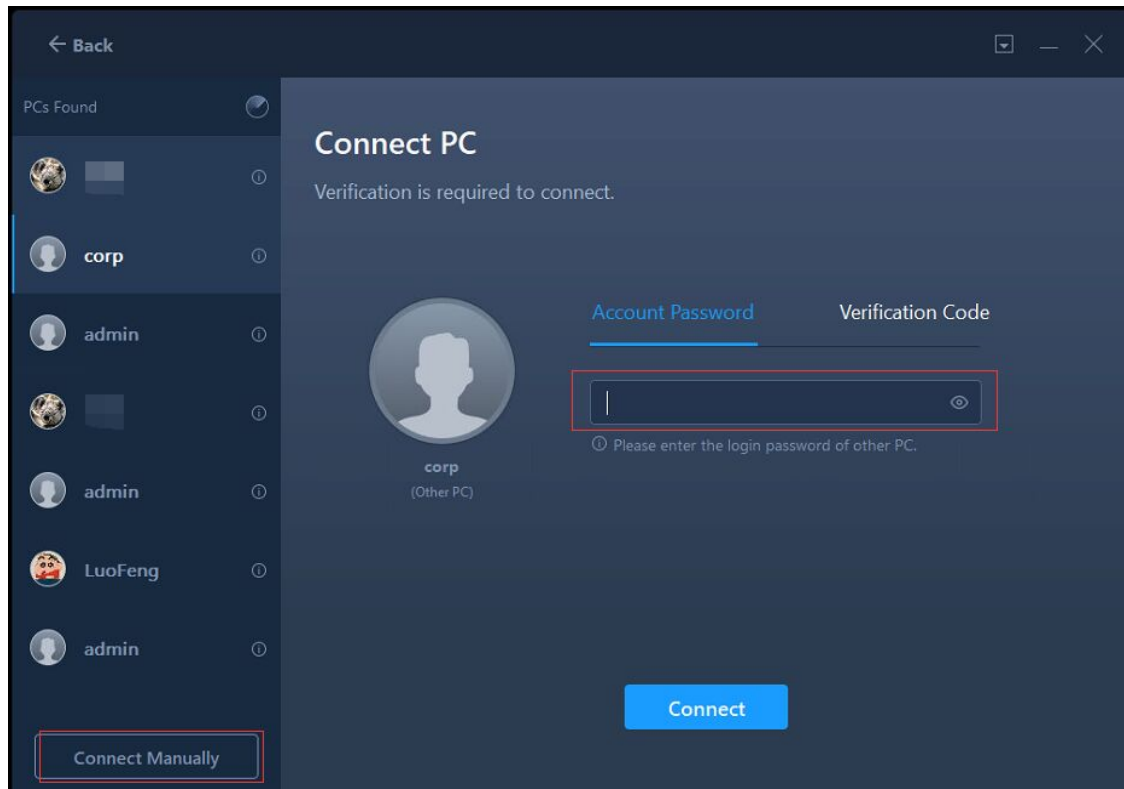 Back
PCs Found
corp
admin
admin
LuoFeng
admin
Connect Manually
Connect PC
Verification is required to connect.
Account Password Verification Code
Please enter the login password of other PC.
corp
(Other PC)
Connect